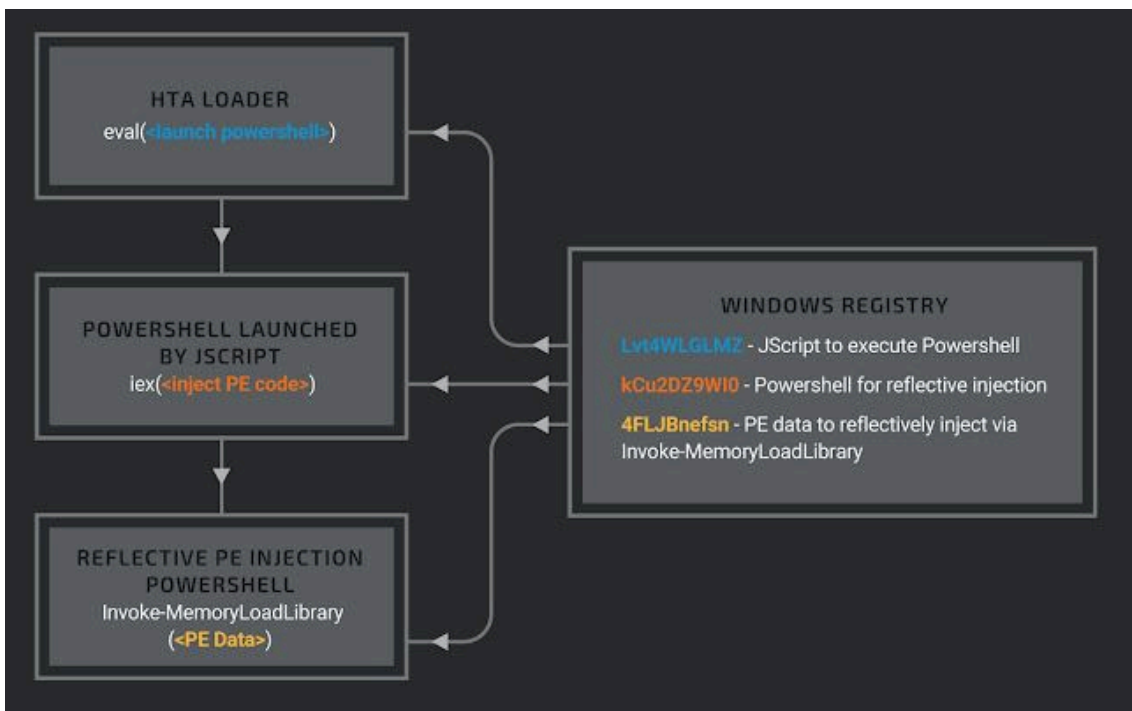 HTA LOADER
eval(<launch powershell>)
POWERSHELL LAUNCHED
BY JSCRIPT
iex(<inject PE code>)
REFLECTIVE PE INJECTION
POWERSHELL
Invoke-MemoryLoadLibrary
(<PE Data>)
WINDOWS REGISTRY
Lvt4WLGLMZ - JScript to execute Powershell
kCu2DZ9WI0 - Powershell for reflective injection
4FLJBnefsn - PE data to reflectively inject via
Invoke-MemoryLoadLibrary